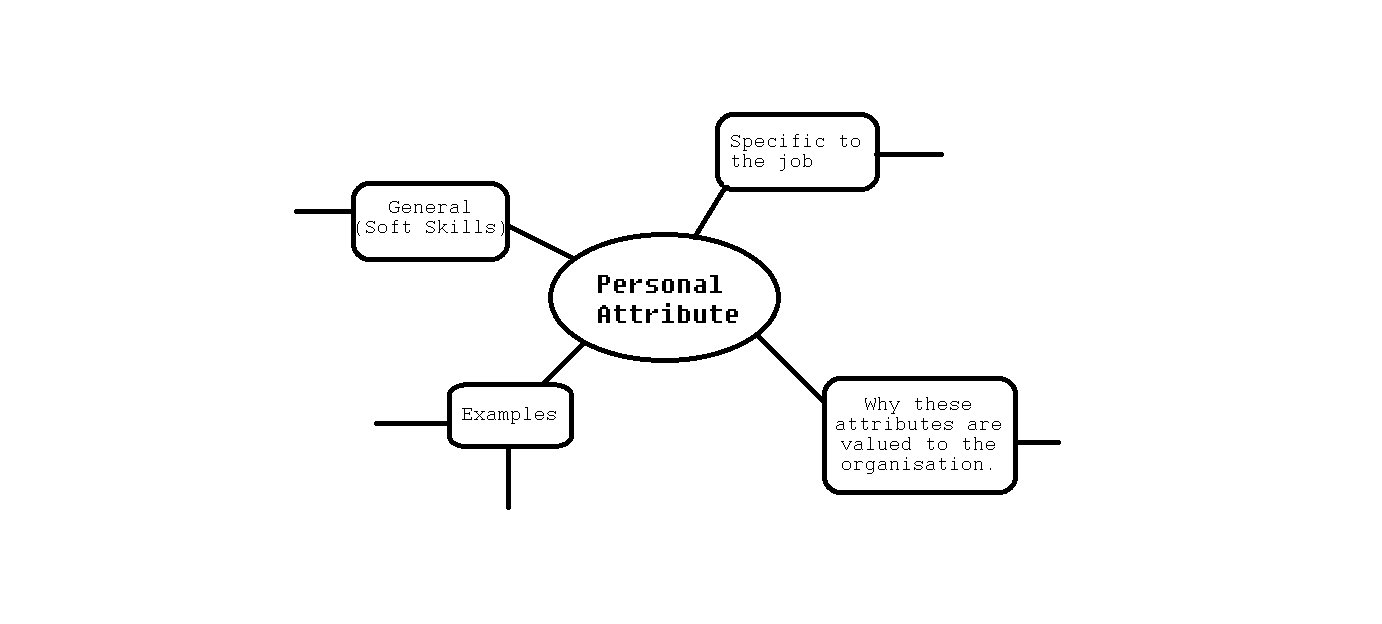 Specific to
the job
General
(Soft Skills)
Personal
Attribute
Examples
Why these
attributes are
valued to the
organisation.